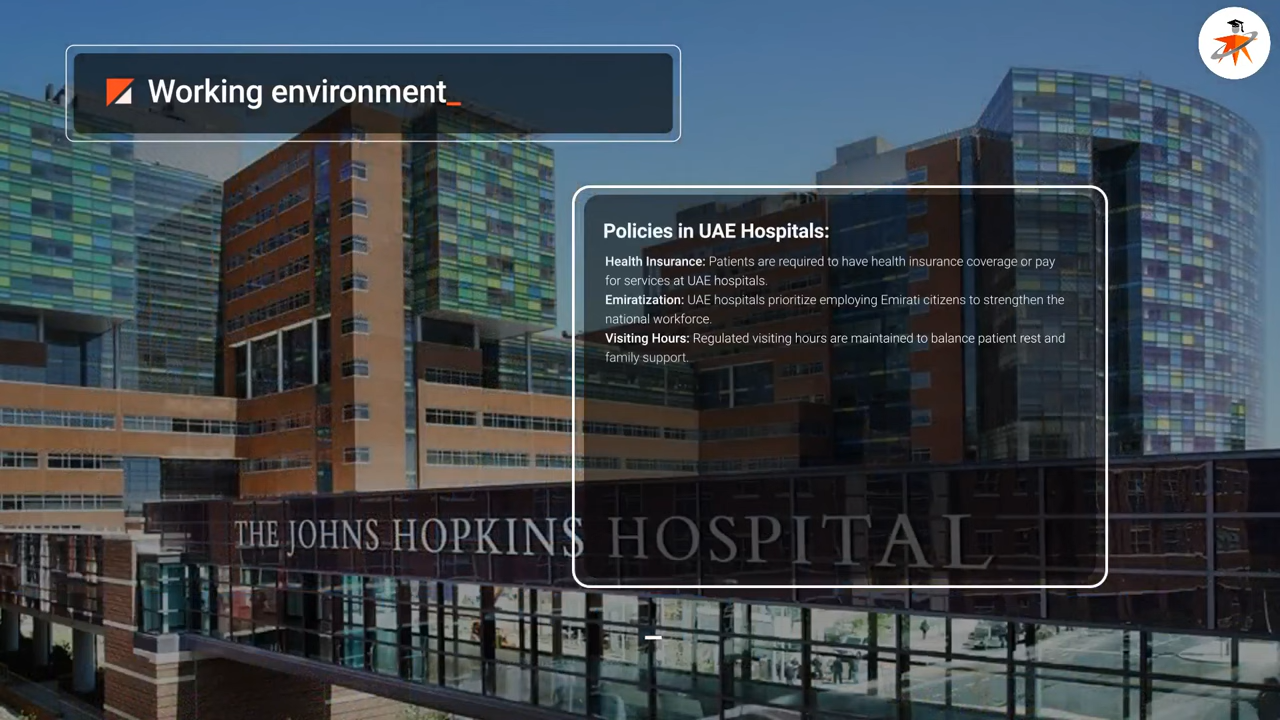 Working environment_
Policies in UAE Hospitals:
Health Insurance: Patients are required to have health insurance coverage or pay
for services at UAE hospitals.
Emiratization: UAE hospitals prioritize employing Emirati citizens to strengthen the
national workforce.
Visiting Hours: Regulated visiting hours are maintained to balance patient rest and
family support.
THE JOHNS HOPKINS HOSPITAL